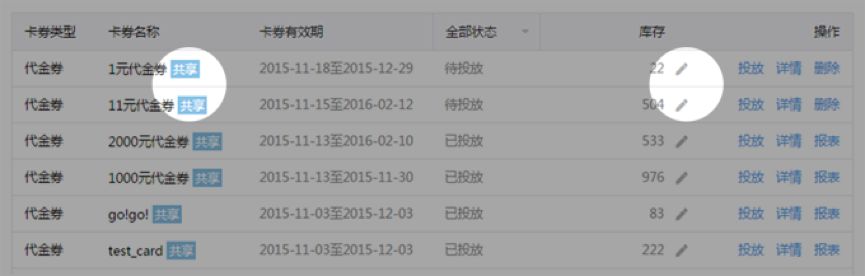 卡券类型 卡券名称 卡券有效期 全部状态 库存 操作
代金券 1元代金券 共享 2015-11-18至2015-12-29 待投放 22 投放 详情 删除
代金券 11元代金券 共享 2015-11-15至2016-02-12 待投放 504 投放 详情 删除
代金券 2000元代金券 共享 2015-11-13至2016-02-10 已投放 533 投放 详情 报表
代金券 1000元代金券 共享 2015-11-13至2015-11-30 已投放 976 投放 详情 报表
代金券 go!go! 共享 2015-11-03至2015-12-03 已投放 83 投放 详情 报表
代金券 test_card 共享 2015-11-03至2015-12-03 已投放 222 投放 详情 报表